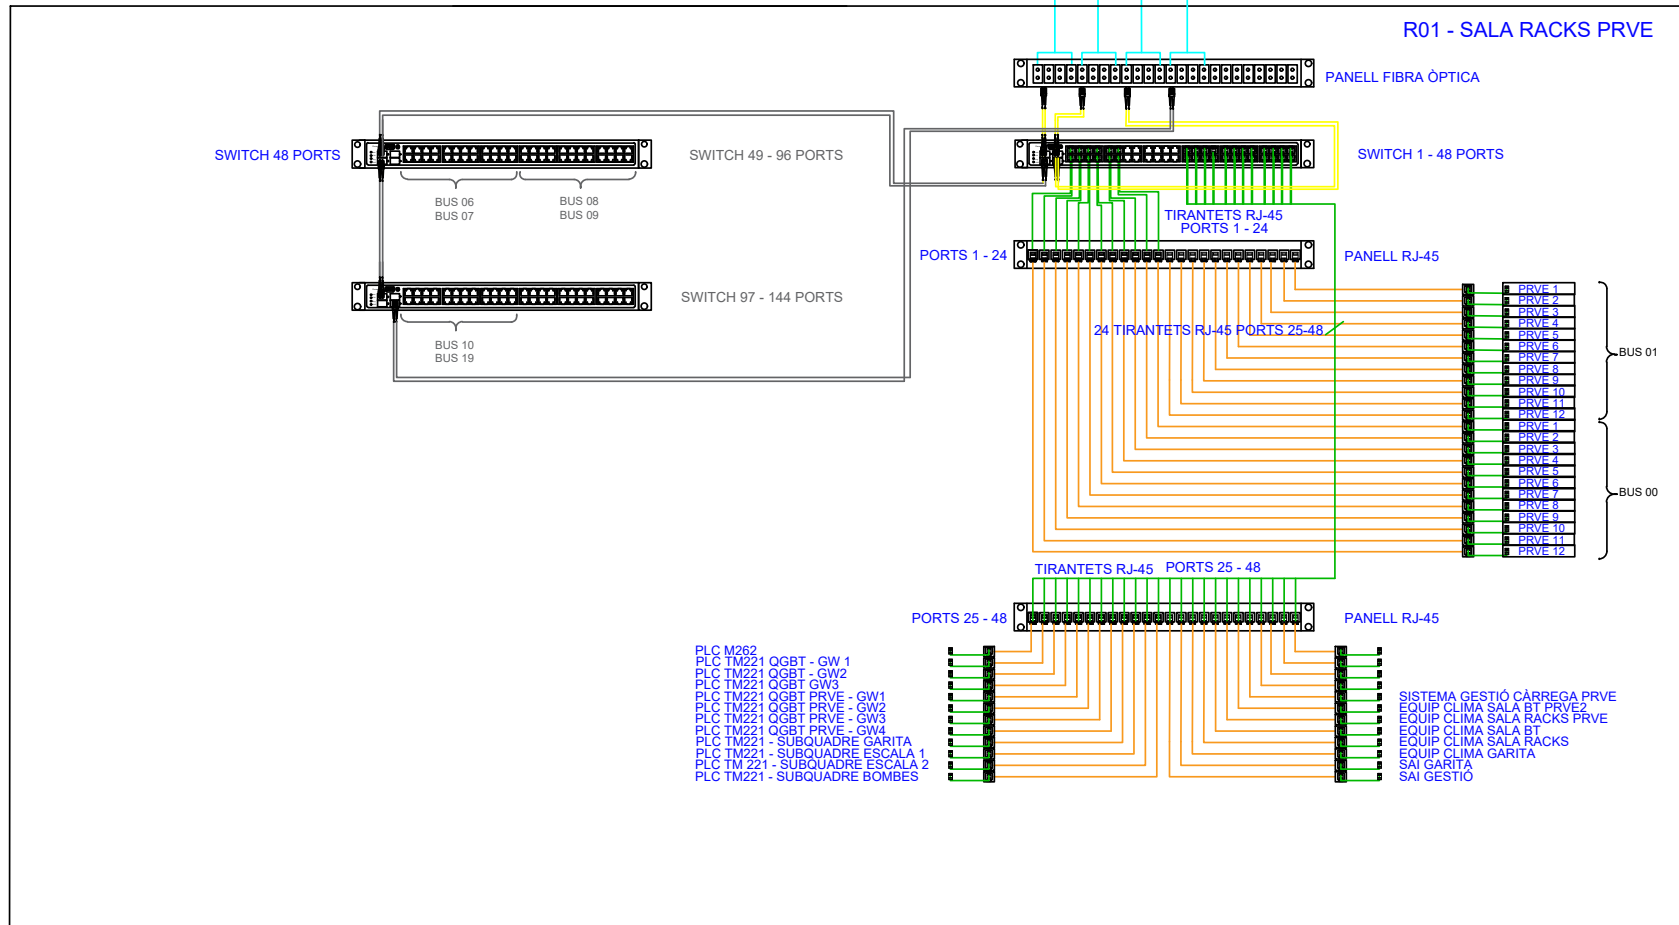 R01 - SALA RACKS PRVE
PANELL FIBRA ÒPTICA
SWITCH 48 PORTS
SWITCH 49 - 96 PORTS
SWITCH 1 - 48 PORTS
BUS 06
BUS 07
BUS 08
BUS 09
TIRANTETS RJ-45
PORTS 1 - 24
PORTS 1 - 24
PANELL RJ-45
SWITCH 97 - 144 PORTS
BUS 10
BUS 19
24 TIRANTETS RJ-45 PORTS 25-48
PRVE 1
PRVE 2
PRVE 3
PRVE 4
PRVE 5
PRVE 6
PRVE 7
PRVE 8
PRVE 9
PRVE 10
PRVE 11
PRVE 12
BUS 01
PRVE 1
PRVE 2
PRVE 3
PRVE 4
PRVE 5
PRVE 6
PRVE 7
PRVE 8
PRVE 9
PRVE 10
PRVE 11
PRVE 12
BUS 00
TIRANTETS RJ-45 PORTS 25 - 48
PORTS 25 - 48
PANELL RJ-45
PLC M262
PLC TM221 QGBT - GW 1
PLC TM221 QGBT - GW2
PLC TM221 QGBT GW3
PLC TM221 QGBT PRVE - GW1
PLC TM221 QGBT PRVE - GW2
PLC TM221 QGBT PRVE - GW3
PLC TM221 QGBT PRVE - GW4
PLC TM221 - SUBQUADRE GARITA
PLC TM221 - SUBQUADRE ESCALA 1
PLC TM 221 - SUBQUADRE ESCALA 2
PLC TM221 - SUBQUADRE BOMBES
SISTEMA GESTIÓ CÀRREGA PRVE
EQUIP CLIMA SALA BT PRVE2
EQUIP CLIMA SALA RACKS PRVE
EQUIP CLIMA SALA BT
EQUIP CLIMA SALA RACKS
EQUIP CLIMA GARITA
SAI GARITA
SAI GESTIÓ